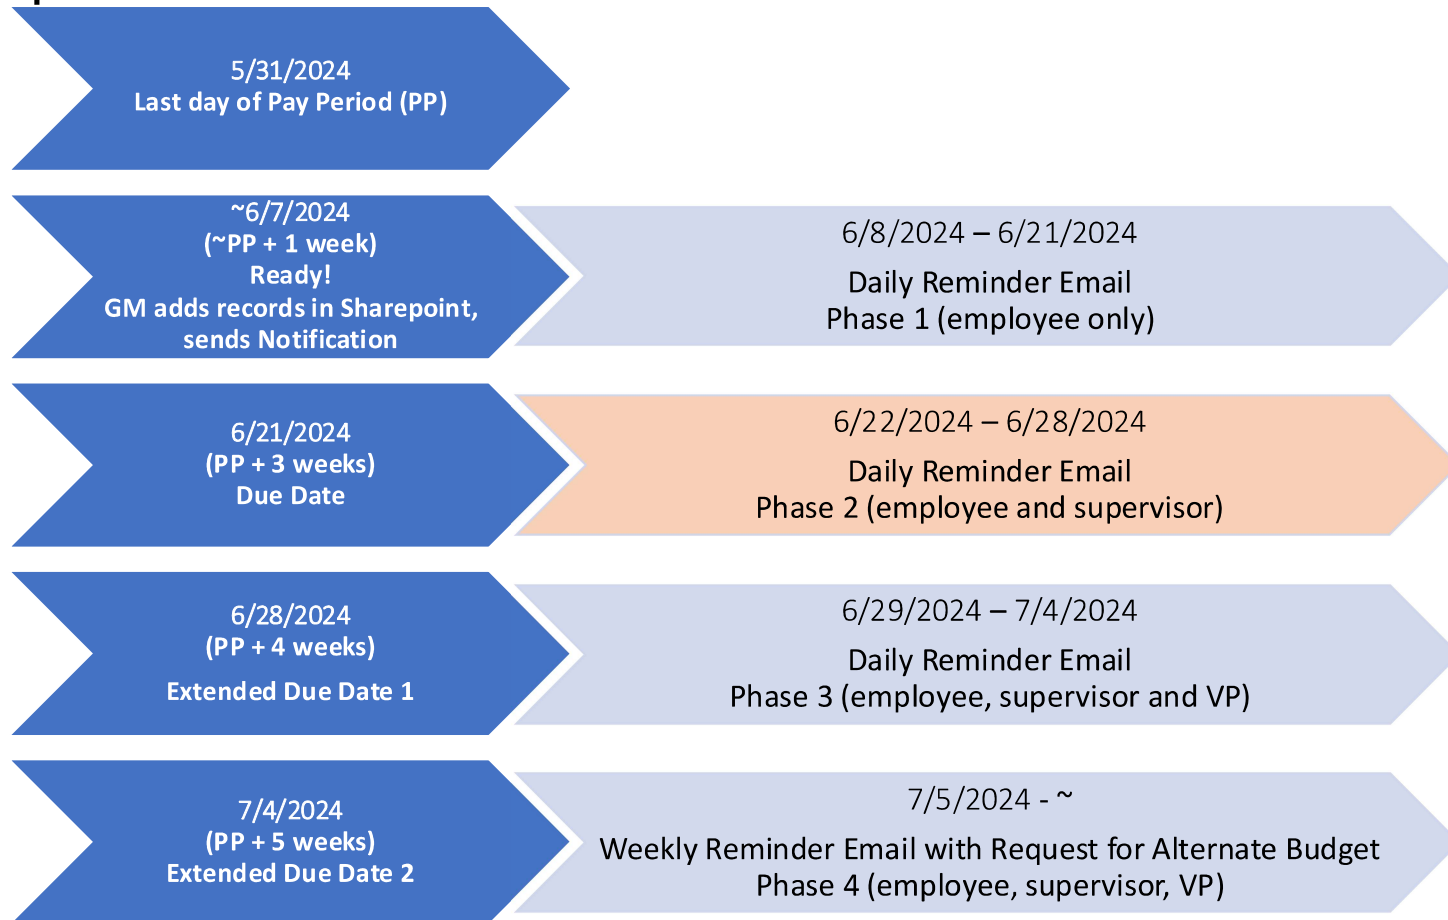 5/31/2024
Last day of Pay Period (PP)
~6/7/2024
(~PP + 1 week)
Ready!
GM adds records in Sharepoint,
sends Notification
6/8/2024 – 6/21/2024
Daily Reminder Email
Phase 1 (employee only)
6/21/2024
(PP + 3 weeks)
Due Date
6/22/2024 – 6/28/2024
Daily Reminder Email
Phase 2 (employee and supervisor)
6/28/2024
(PP + 4 weeks)
Extended Due Date 1
6/29/2024 – 7/4/2024
Daily Reminder Email
Phase 3 (employee, supervisor and VP)
7/4/2024
(PP + 5 weeks)
Extended Due Date 2
7/5/2024 - ~
Weekly Reminder Email with Request for Alternate Budget
Phase 4 (employee, supervisor, VP)